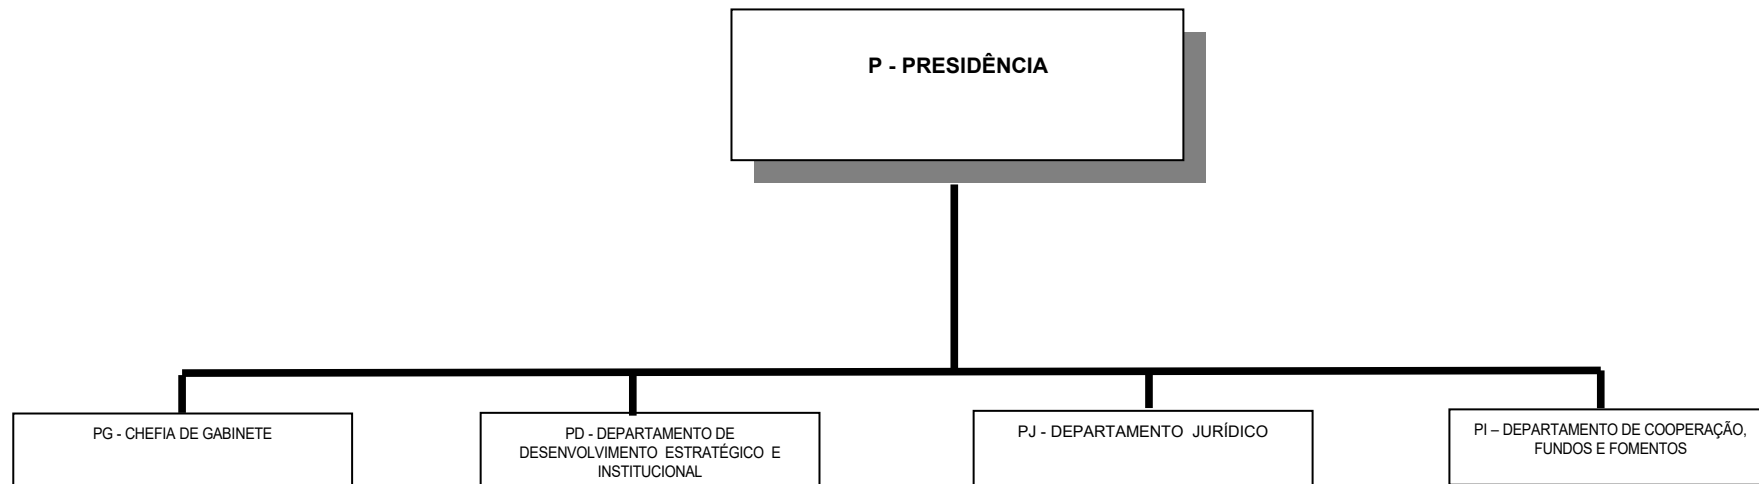 P - PRESIDÊNCIA
PG - CHEFIA DE GABINETE
PD - DEPARTAMENTO DE
DESENVOLVIMENTO ESTRATÉGICO E
INSTITUCIONAL
PJ - DEPARTAMENTO JURÍDICO
PI – DEPARTAMENTO DE COOPERAÇÃO,
FUNDOS E FOMENTOS